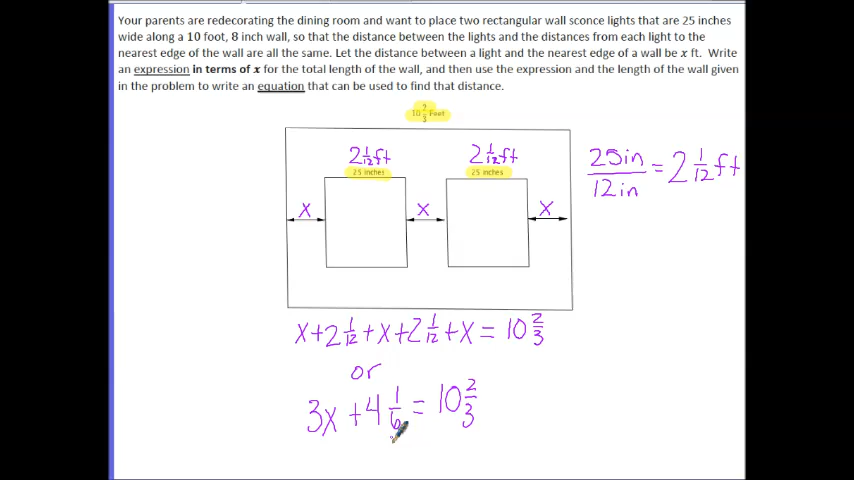 Your parents are redecorating the dining room and want to place two rectangular wall sconce lights that are 25 inches
wide along a 10 foot, 8 inch wall, so that the distance between the lights and the distances from each light to the
nearest edge of the wall are all the same. Let the distance between a light and the nearest edge of a wall be x ft. Write
an expression in terms of x for the total length of the wall, and then use the expression and the length of the wall given
in the problem to write an equation that can be used to find that distance.
10 2/3 Feet
2 1/12 ft 2 1/12 ft
25 inches 25 inches
25in/12in = 2 1/12 ft
x x x
x + 2 1/12 + x + 2 1/12 + x = 10 2/3
or
3x + 4 1/6 = 10 2/3